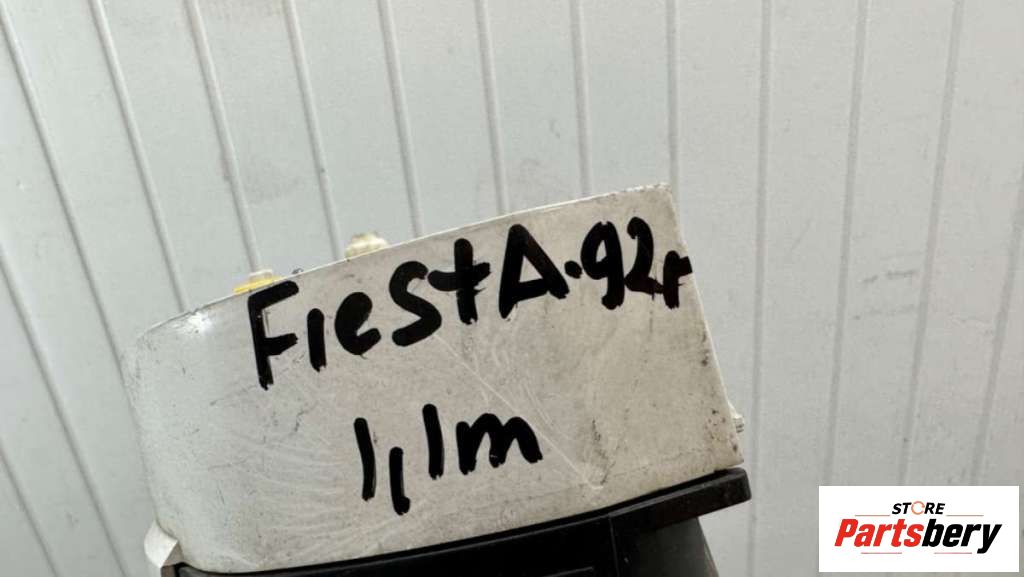 FIeStA.92r
1,1m
STORE
Partsbery